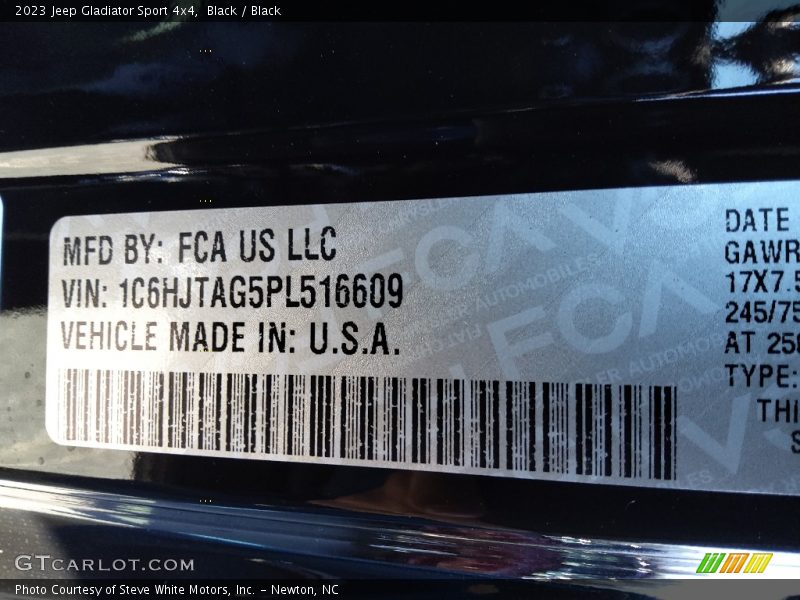 2023 Jeep Gladiator Sport 4x4, Black / Black
MFD BY: FCA US LLC
VIN: 1C6HJTAG5PL516609
VEHICLE MADE IN: U.S.A.
DATE
GAWR
17X7.5
245/75
AT 250
TYPE:
THI
S
GTCARLOT.COM
Photo Courtesy of Steve White Motors, Inc. – Newton, NC